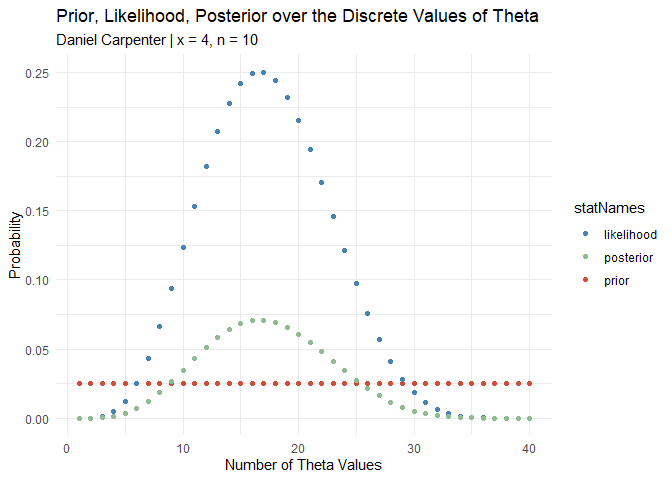 Prior, Likelihood, Posterior over the Discrete Values of Theta
Daniel Carpenter | x = 4, n = 10
0.25
0.20
0.15
0.10
0.05
0.00
Probability
0
10
20
30
40
Number of Theta Values
statNames
likelihood
posterior
prior